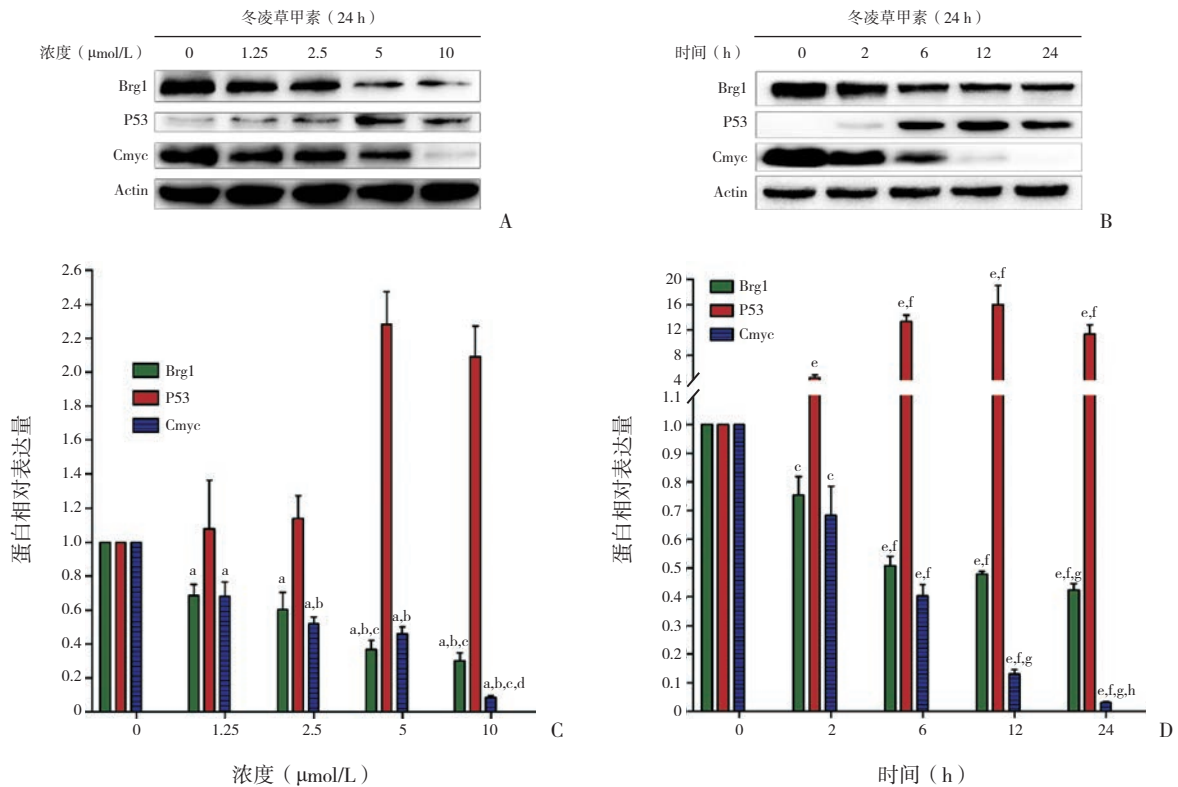 冬凌草甲素（24 h）
浓度（μmol/L） 0 1.25 2.5 5 10
Brg1
P53
Cmyc
Actin
A
冬凌草甲素（24 h）
时间（h） 0 2 6 12 24
Brg1
P53
Cmyc
Actin
B
2.6
2.4
2.2
2.0
1.8
1.6
1.4
1.2
1.0
0.8
0.6
0.4
0.2
0
蛋白相对表达量
Brg1
P53
Cmyc
a a
a a,b
a,b,c a,b
a,b,c a,b,c,d
0 1.25 2.5 5 10
C
浓度（μmol/L）
20
16
12
8
4
1.1
1.0
0.9
0.8
0.7
0.6
0.5
0.4
0.3
0.2
0.1
0
蛋白相对表达量
Brg1
P53
Cmyc
c e c
e,f e,f e,f
e,f e,f e,f,g
e,f,g e,f e,f,g,h
0 2 6 12 24
D
时间（h）